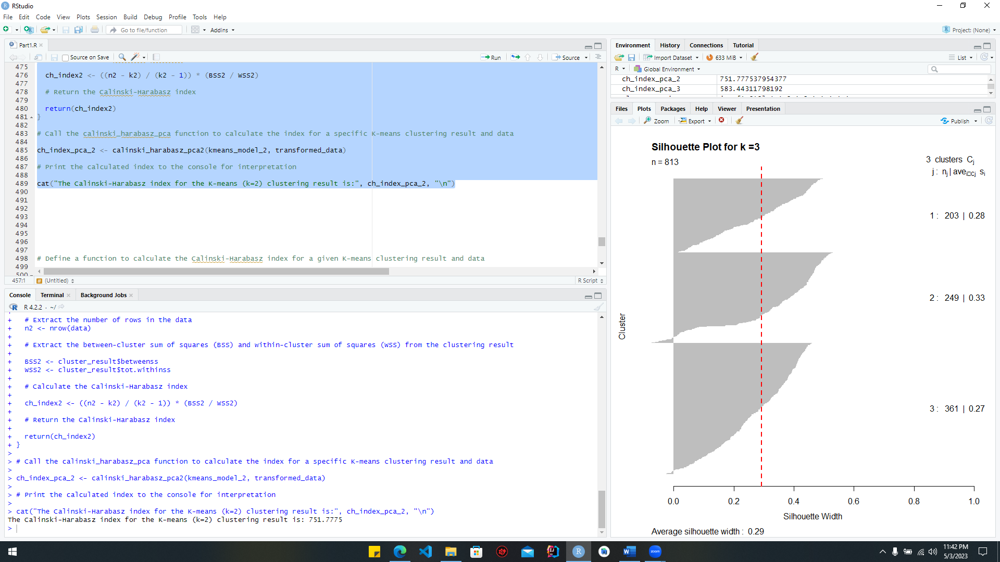 RStudio
File Edit Code View Plots Session Build Debug Profile Tools Help
Go to file/function Addins Project: (None)
Part1.R
Source on Save Run Source
475
476 ch_index2 <- ((n2 - k2) / (k2 - 1)) * (BSS2 / WSS2)
477
478 # Return the Calinski-Harabasz index
479
480 return(ch_index2)
481 }
482
483 # Call the calinski_harabasz_pca function to calculate the index for a specific K-means clustering result and data
484
485 ch_index_pca_2 <- calinski_harabasz_pca2(kmeans_model_2, transformed_data)
486
487 # Print the calculated index to the console for interpretation
488
489 cat("The Calinski-Harabasz index for the K-means (k=2) clustering result is:", ch_index_pca_2, "\n")
490
491
492
493
494
495
496
497
498 # Define a function to calculate the Calinski-Harabasz index for a given K-means clustering result and data
499
500
457:1 (Untitled) R Script
Console Terminal Background Jobs
R 4.2.2 · ~/
+ # Extract the number of rows in the data
+ n2 <- nrow(data)
+
+ # Extract the between-cluster sum of squares (BSS) and within-cluster sum of squares (WSS) from the clustering result
+
+ BSS2 <- cluster_result$betweenss
+ WSS2 <- cluster_result$tot.withinss
+
+ # Calculate the Calinski-Harabasz index
+
+ ch_index2 <- ((n2 - k2) / (k2 - 1)) * (BSS2 / WSS2)
+
+ # Return the Calinski-Harabasz index
+
+ return(ch_index2)
+ }
>
> # Call the calinski_harabasz_pca function to calculate the index for a specific K-means clustering result and data
>
> ch_index_pca_2 <- calinski_harabasz_pca2(kmeans_model_2, transformed_data)
>
> # Print the calculated index to the console for interpretation
>
> cat("The Calinski-Harabasz index for the K-means (k=2) clustering result is:", ch_index_pca_2, "\n")
The Calinski-Harabasz index for the K-means (k=2) clustering result is: 751.7775
>
Environment History Connections Tutorial
Import Dataset 633 MiB List
R Global Environment
ch_index_pca_2 751.777537954377
ch_index_pca_3 583.44311798192
Files Plots Packages Help Viewer Presentation
Zoom Export Publish
Silhouette Plot for k =3
n = 813
3 clusters Cj
j : nj | avei□Cj si
1 : 203 | 0.28
2 : 249 | 0.33
3 : 361 | 0.27
Cluster
0.0 0.2 0.4 0.6 0.8 1.0
Silhouette Width
Average silhouette width : 0.29
11:42 PM
5/3/2023
zoom